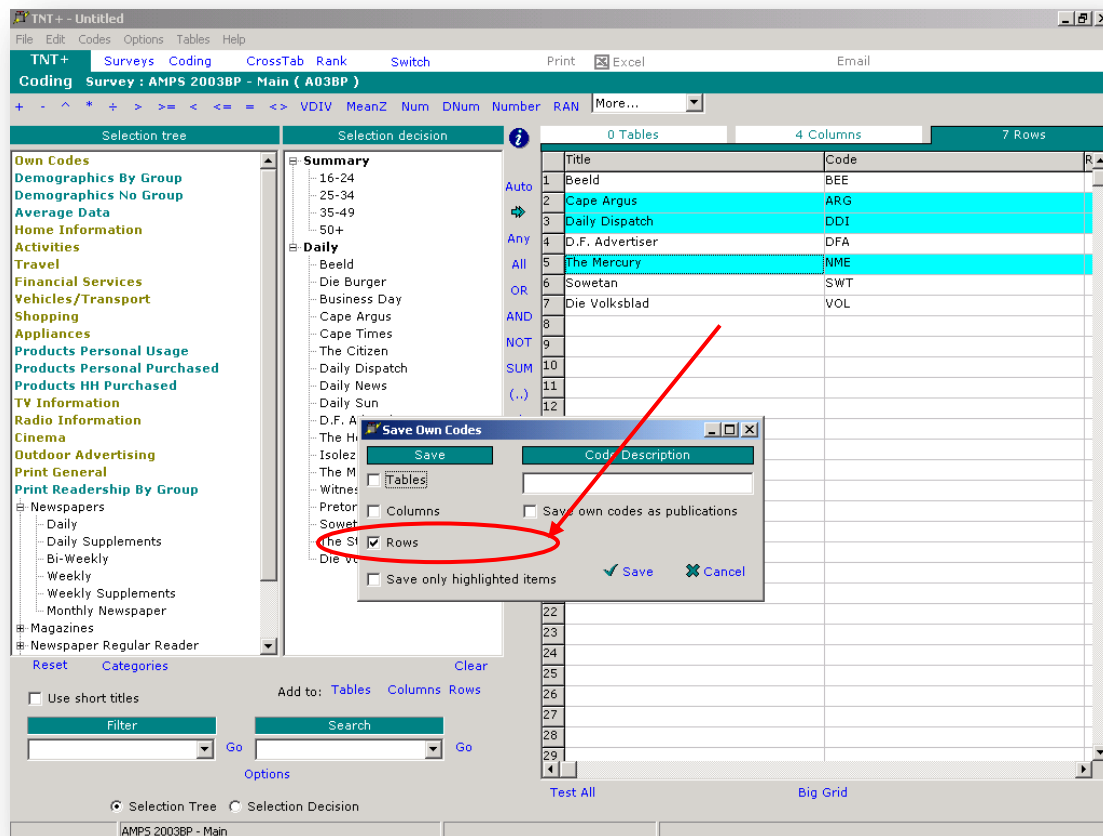 TNT+ - Untitled
File Edit Codes Options Tables Help
TNT+ Surveys Coding CrossTab Rank Switch Print Excel Email
Coding Survey : AMPS 2003BP - Main ( A03BP )
+ - ^ * ÷ > >= < <= = <> VDIV MeanZ Num DNum Number RAN More...
Selection tree
Own Codes
Demographics By Group
Demographics No Group
Average Data
Home Information
Activities
Travel
Financial Services
Vehicles/Transport
Shopping
Appliances
Products Personal Usage
Products Personal Purchased
Products HH Purchased
TV Information
Radio Information
Cinema
Outdoor Advertising
Print General
Print Readership By Group
Newspapers
Daily
Daily Supplements
Bi-Weekly
Weekly
Weekly Supplements
Monthly Newspaper
Magazines
Newspaper Regular Reader
Selection decision
Summary
16-24
25-34
35-49
50+
Daily
Beeld
Die Burger
Business Day
Cape Argus
Cape Times
The Citizen
Daily Dispatch
Daily News
Daily Sun
D.F. A
The He
Isolez
The M
Witnes
Pretor
Sowet
The St
Die Vo
i
Auto
Any
All
OR
AND
NOT
SUM
(..)
0 Tables 4 Columns 7 Rows
Title Code R
1 Beeld BEE
2 Cape Argus ARG
3 Daily Dispatch DDI
4 D.F. Advertiser DFA
5 The Mercury NME
6 Sowetan SWT
7 Die Volksblad VOL
8
9
10
11
12
22
23
24
25
26
27
28
29
Save Own Codes
Save Code Description
Tables
Columns Save own codes as publications
Rows
Save only highlighted items Save Cancel
Reset Categories Clear
Use short titles Add to: Tables Columns Rows
Filter Search
Go Go
Options
Selection Tree Selection Decision
Test All Big Grid
AMPS 2003BP - Main